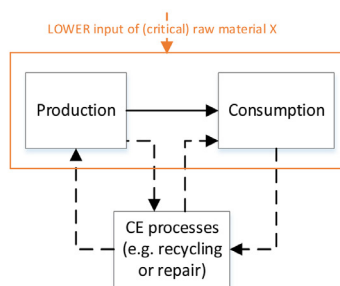 LOWER input of (critical) raw material X
Production
Consumption
CE processes
(e.g. recycling
or repair)